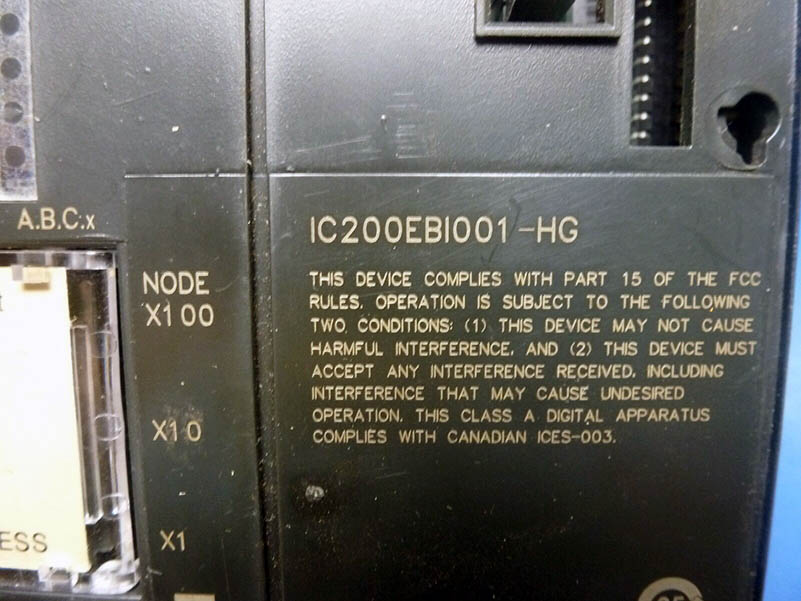 A.B.C:x
NODE
X100
X10
X1
ESS
IC200EBI001-HG
THIS DEVICE COMPLIES WITH PART 15 OF THE FCC
RULES. OPERATION IS SUBJECT TO THE FOLLOWING
TWO CONDITIONS: (1) THIS DEVICE MAY NOT CAUSE
HARMFUL INTERFERENCE, AND (2) THIS DEVICE MUST
ACCEPT ANY INTERFERENCE RECEIVED, INCLUDING
INTERFERENCE THAT MAY CAUSE UNDESIRED
OPERATION. THIS CLASS A DIGITAL APPARATUS
COMPLIES WITH CANADIAN ICES-003.